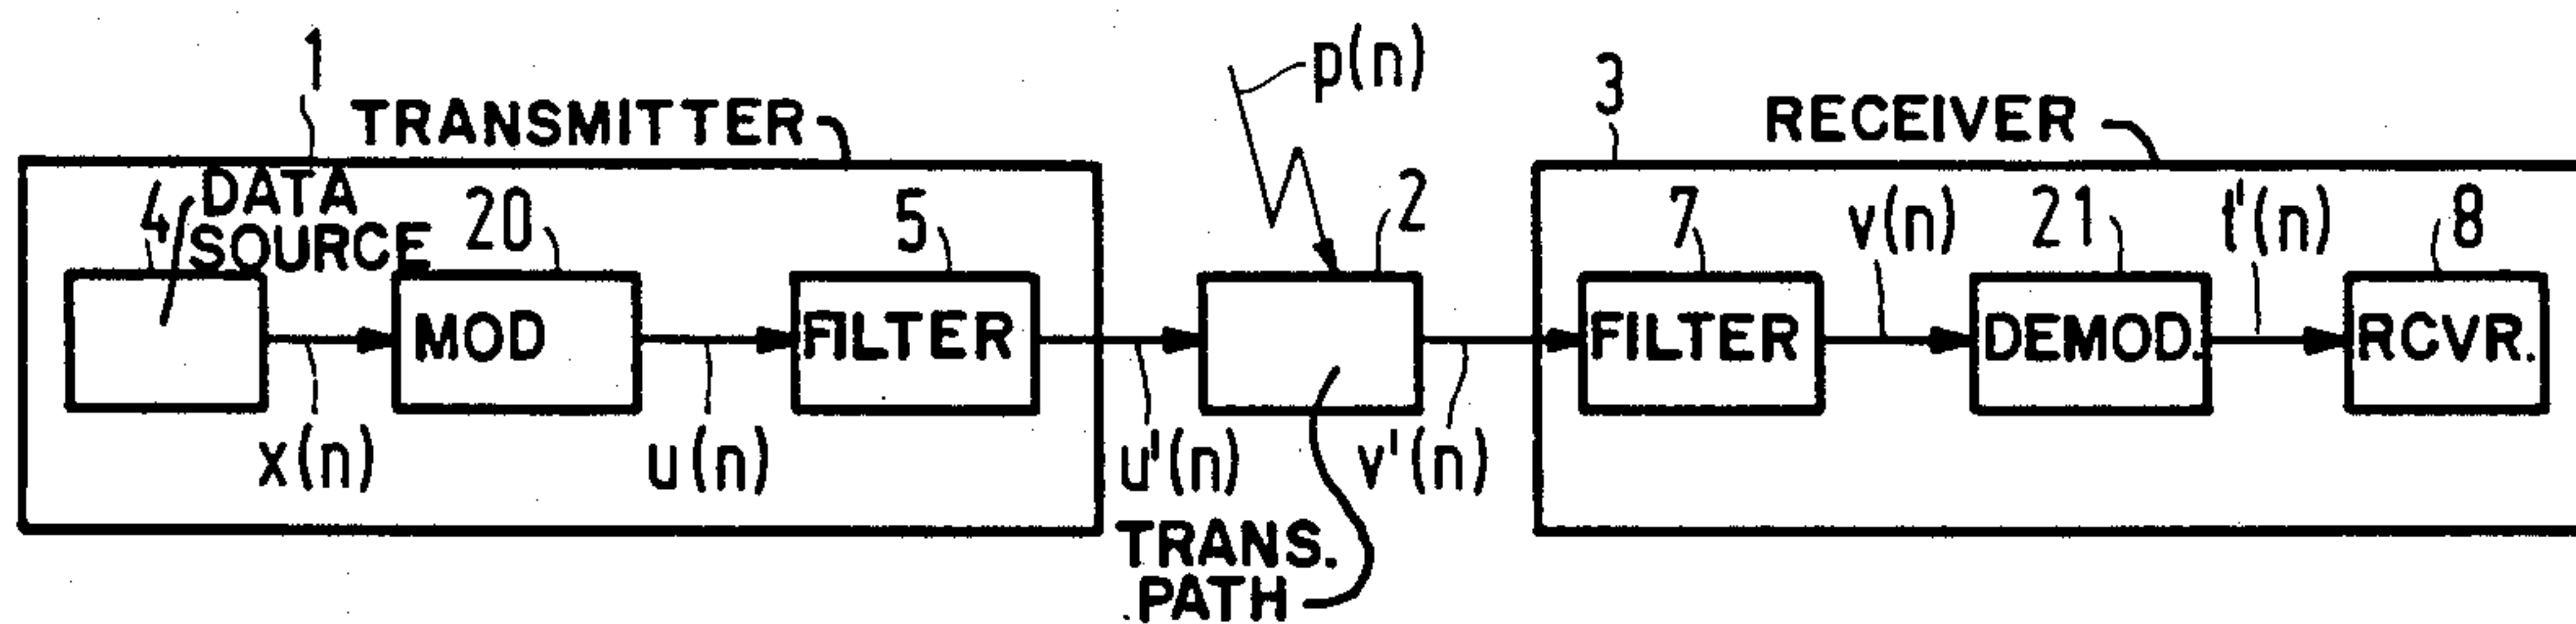 1
TRANSMITTER
p(n)
3
RECEIVER
4
DATA
SOURCE
20
5
2
7
v(n)
21
t'(n)
8
MOD
FILTER
FILTER
DEMOD.
RCVR.
x(n)
u(n)
u'(n)
v'(n)
TRANS.
PATH